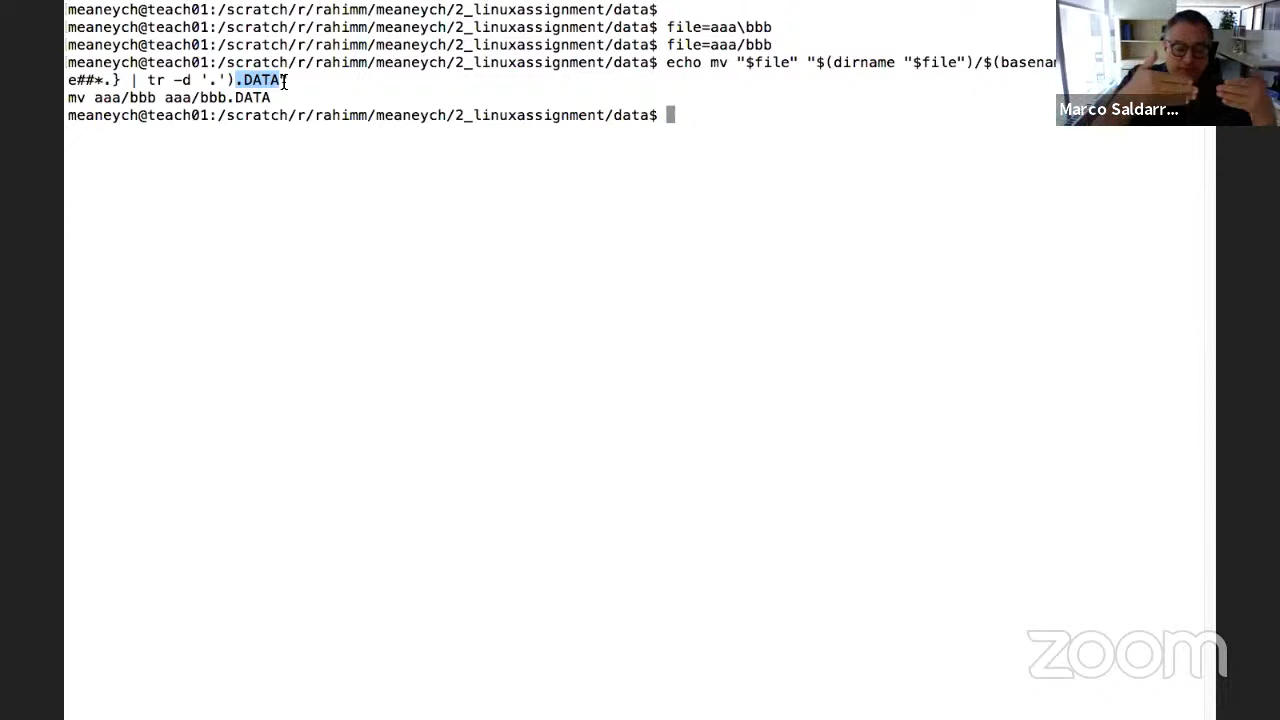 meaneych@teach01:/scratch/r/rahimm/meaneych/2_linuxassignment/data$
meaneych@teach01:/scratch/r/rahimm/meaneych/2_linuxassignment/data$ file=aaa\bbb
meaneych@teach01:/scratch/r/rahimm/meaneych/2_linuxassignment/data$ file=aaa/bbb
meaneych@teach01:/scratch/r/rahimm/meaneych/2_linuxassignment/data$ echo mv "$file" "$(dirname "$file")/$(basenam
e##*.} | tr -d '.').DATA"
mv aaa/bbb aaa/bbb.DATA
meaneych@teach01:/scratch/r/rahimm/meaneych/2_linuxassignment/data$
Marco Saldarr...
zoom